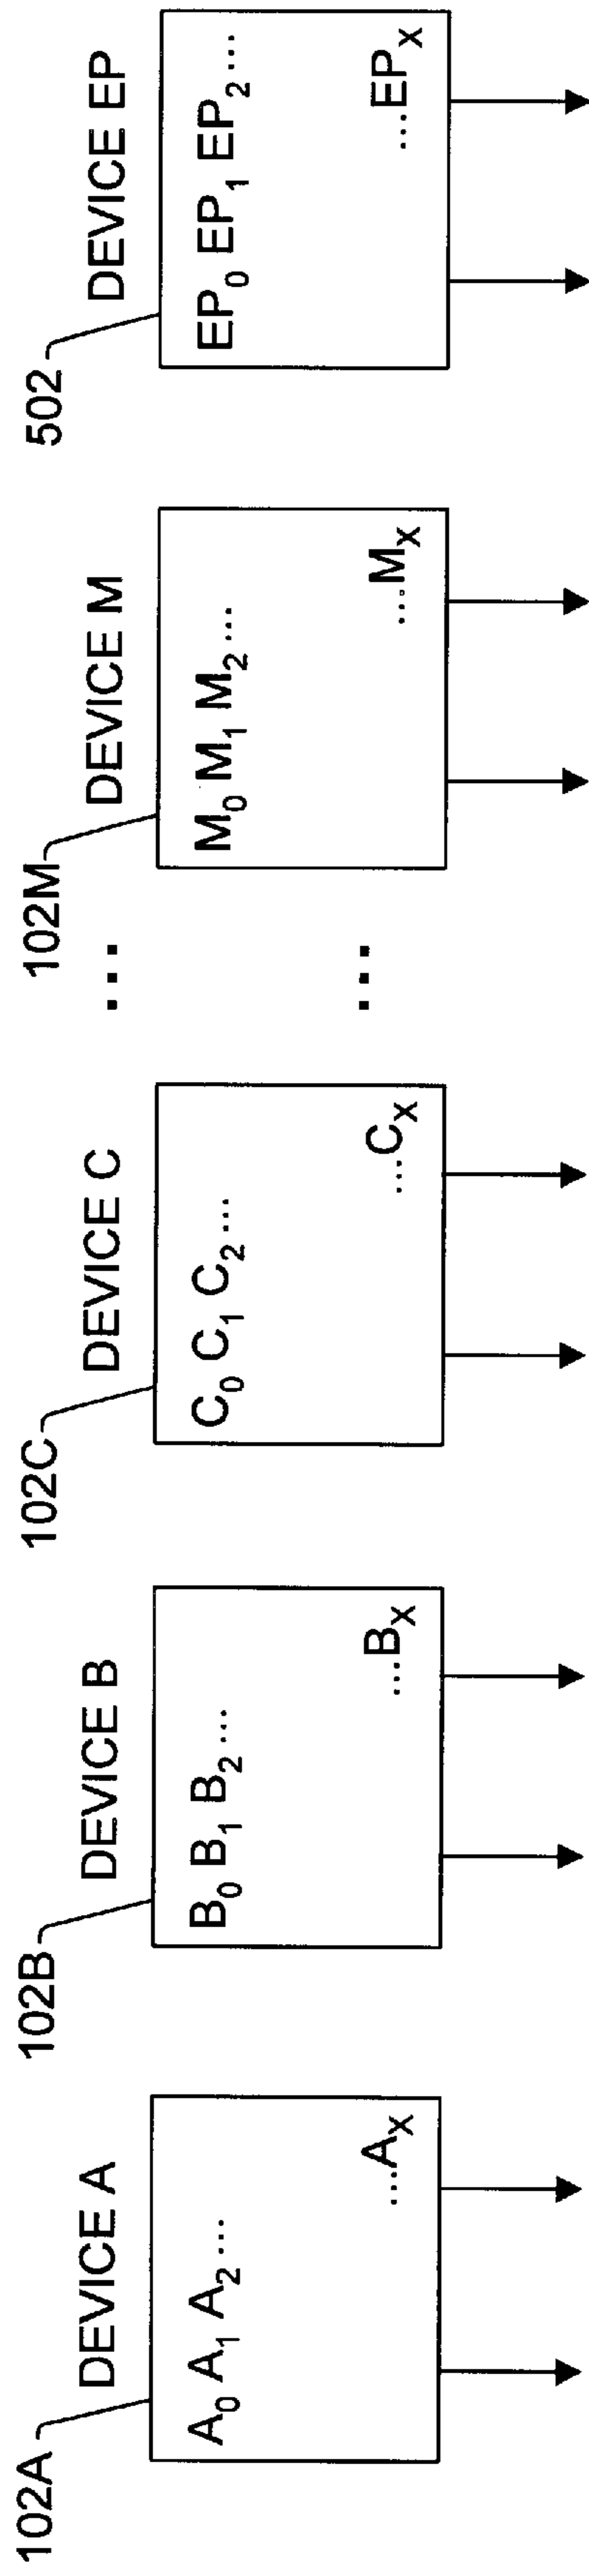 102A
DEVICE A
A₀ A₁ A₂ ...
...Aₓ
102B
DEVICE B
B₀ B₁ B₂ ...
...Bₓ
102C
DEVICE C
C₀ C₁ C₂ ...
...Cₓ
...
...
102M
DEVICE M
M₀ M₁ M₂ ...
...Mₓ
502
DEVICE EP
EP₀ EP₁ EP₂ ...
...EPₓ